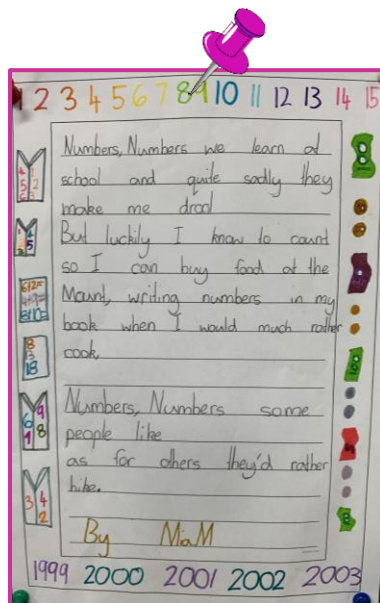 1 2 3 4 5 6 7 8 9 10 11 12 13 14 15
Numbers, Numbers we learn at
school and quite sadly they
make me drool
But luckily I know to count
so I can buy food at the
Mount, writing numbers in my
book when I would much rather
cook,
Numbers, Numbers some
people like
as for others they'd rather
hike.
By MiaM
1999 2000 2001 2002 2003